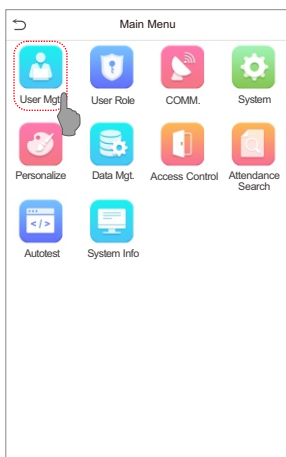 Main Menu
User Mgt.
User Role
COMM.
System
Personalize
Data Mgt.
Access Control
Attendance
Search
</>
Autotest
System Info